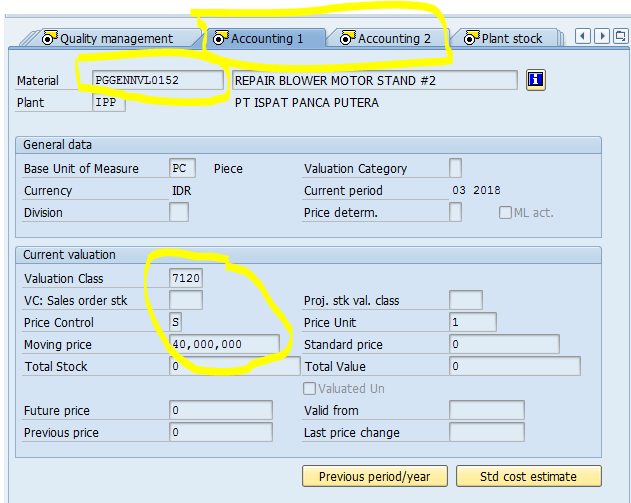 Quality management Accounting 1 Accounting 2 Plant stock
Material PGGENNVL0152 REPAIR BLOWER MOTOR STAND #2
Plant IPP PT ISPAT PANCA PUTERA
General data
Base Unit of Measure PC Piece Valuation Category
Currency IDR Current period 03 2018
Division Price determ. ML act.
Current valuation
Valuation Class 7120
VC: Sales order stk Proj. stk val. class
Price Control S Price Unit 1
Moving price 40,000,000 Standard price 0
Total Stock 0 Total Value 0
Valuated Un
Future price 0 Valid from
Previous price 0 Last price change
Previous period/year Std cost estimate